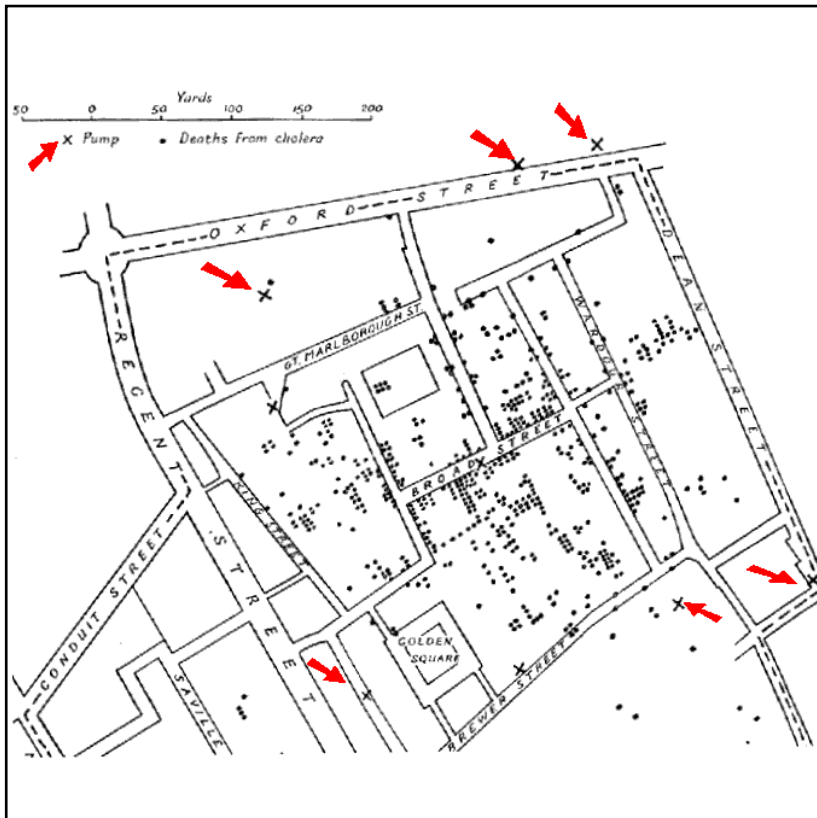 Yards
50 0 50 100 150 200
x Pump • Deaths from cholera
OXFORD STREET
REGENT STREET
GT. MARLBOROUGH ST.
DEAN STREET
WARDOUR STREET
BROAD STREET
KING STREET
CONDUIT STREET
GOLDEN
SQUARE
BREWER STREET
SAVILLE